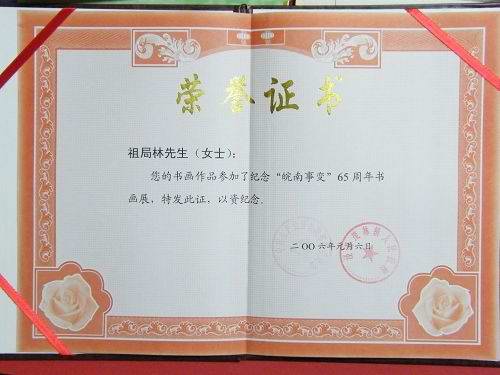 荣誉证书
祖局林先生（女士）：
您的书画作品参加了纪念“皖南事变”65周年书
画展，特发此证，以资纪念.
二OO六年元月六日